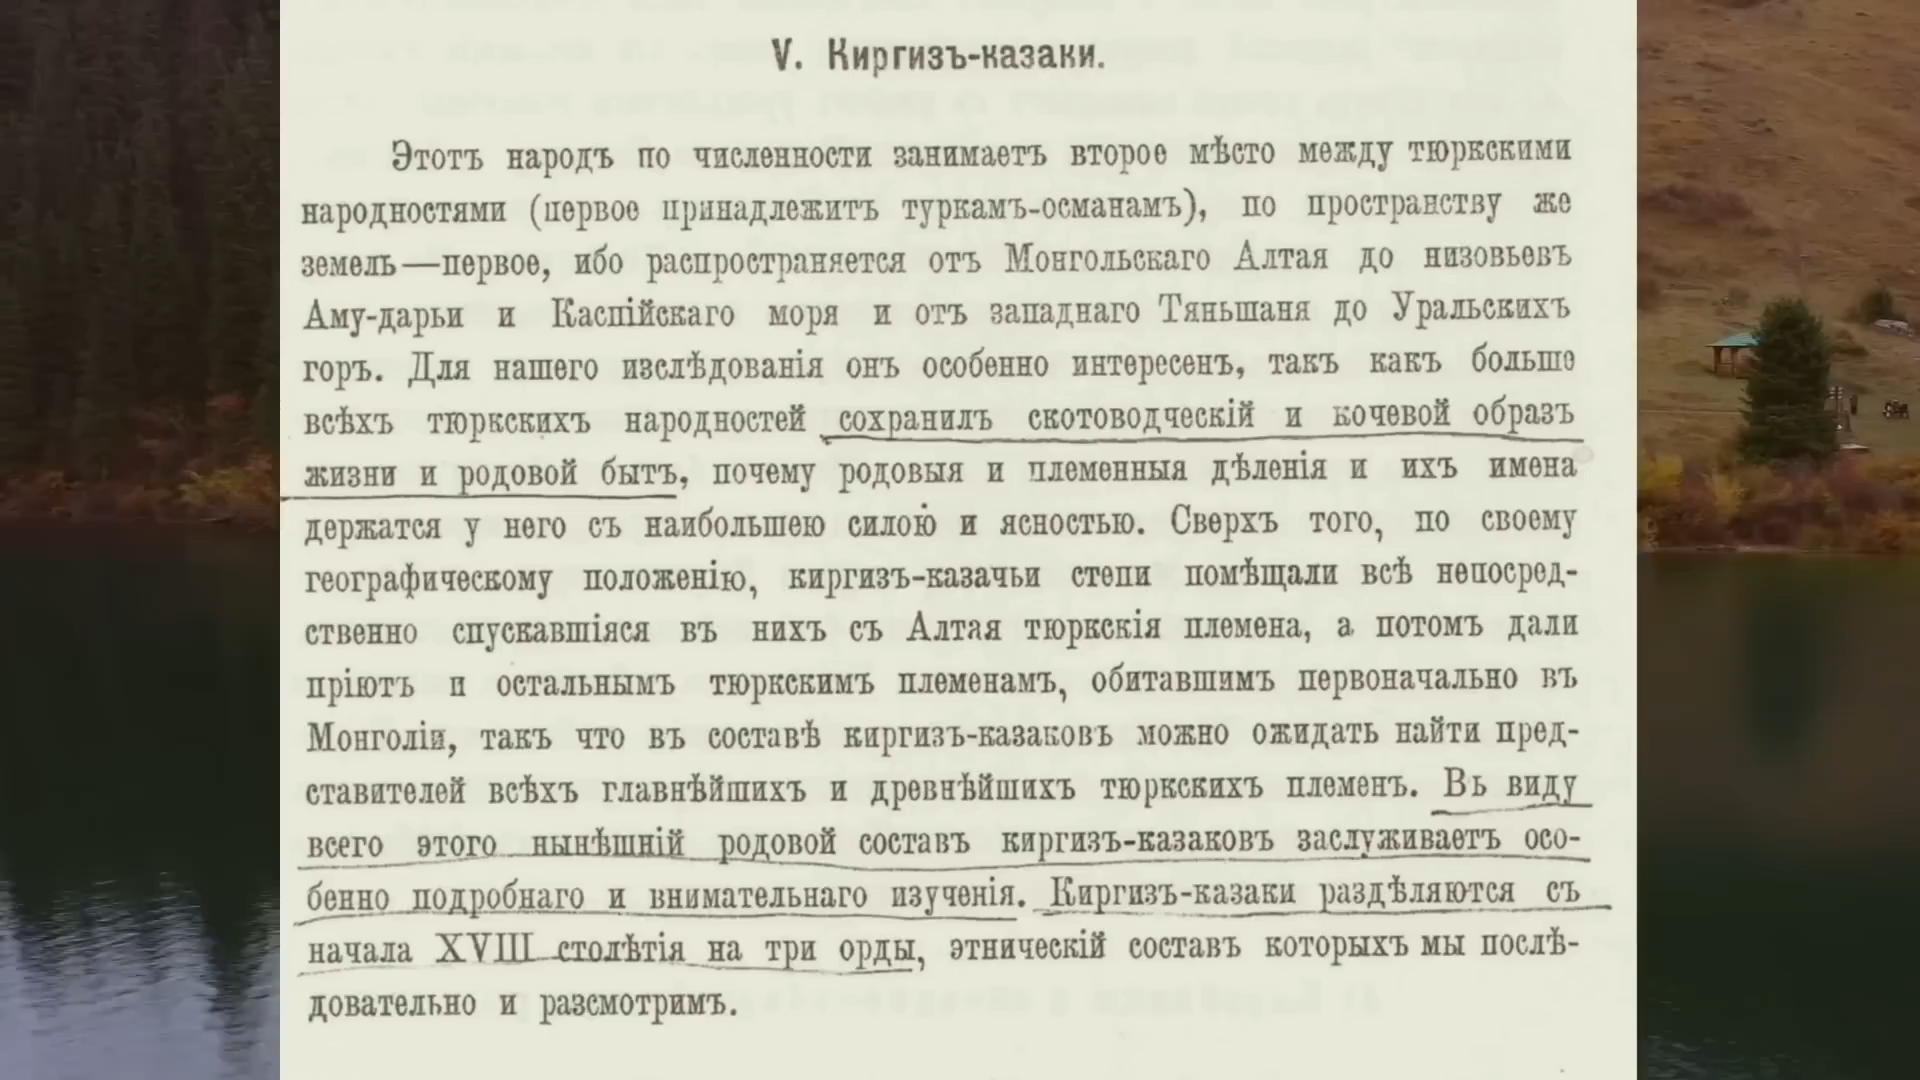 V. Киргизъ-казаки.
Этотъ народъ по численности занимаетъ второе мѣсто между тюркскими
народностями (первое принадлежитъ туркамъ-османамъ), по пространству же
земель—первое, ибо распространяется отъ Монгольскаго Алтая до низовьевъ
Аму-дарьи и Каспійскаго моря и отъ западнаго Тяньшаня до Уральскихъ
горъ. Для нашего изслѣдованія онъ особенно интересенъ, такъ какъ больше
всѣхъ тюркскихъ народностей сохранилъ скотоводческій и кочевой образъ
жизни и родовой бытъ, почему родовыя и племенныя дѣленія и ихъ имена
держатся у него съ наибольшею силою и ясностью. Сверхъ того, по своему
географическому положенію, киргизъ-казачьи степи помѣщали всѣ непосред-
ственно спускавшіяся въ нихъ съ Алтая тюркскія племена, а потомъ дали
пріютъ и остальнымъ тюркскимъ племенамъ, обитавшимъ первоначально въ
Монголіи, такъ что въ составѣ киргизъ-казаковъ можно ожидать найти пред-
ставителей всѣхъ главнѣйшихъ и древнѣйшихъ тюркскихъ племенъ. Въ виду
всего этого нынѣшній родовой составъ киргизъ-казаковъ заслуживаетъ осо-
бенно подробнаго и внимательнаго изученія. Киргизъ-казаки раздѣляются съ
начала XVIII столѣтія на три орды, этническій составъ которыхъ мы послѣ-
довательно и разсмотримъ.